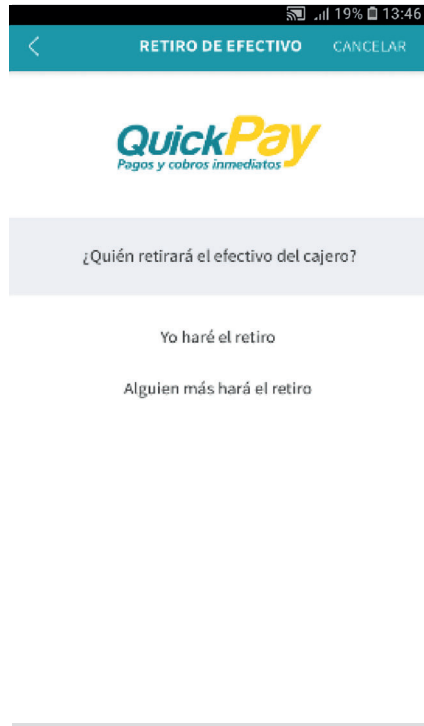 19% 13:46
RETIRO DE EFECTIVO CANCELAR
QuickPay
Pagos y cobros inmediatos
¿Quién retirará el efectivo del cajero?
Yo haré el retiro
Alguien más hará el retiro